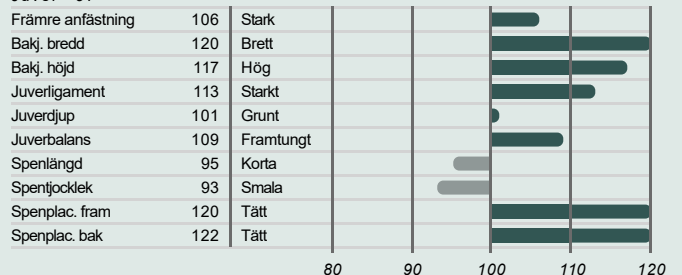 Främre anfästning 106 Stark
Bakj. bredd 120 Brett
Bakj. höjd 117 Hög
Juverligament 113 Starkt
Juverdjup 101 Grunt
Juverbalans 109 Framtungt
Spenlängd 95 Korta
Spentjocklek 93 Smala
Spenplac. fram 120 Tätt
Spenplac. bak 122 Tätt
80 90 100 110 120